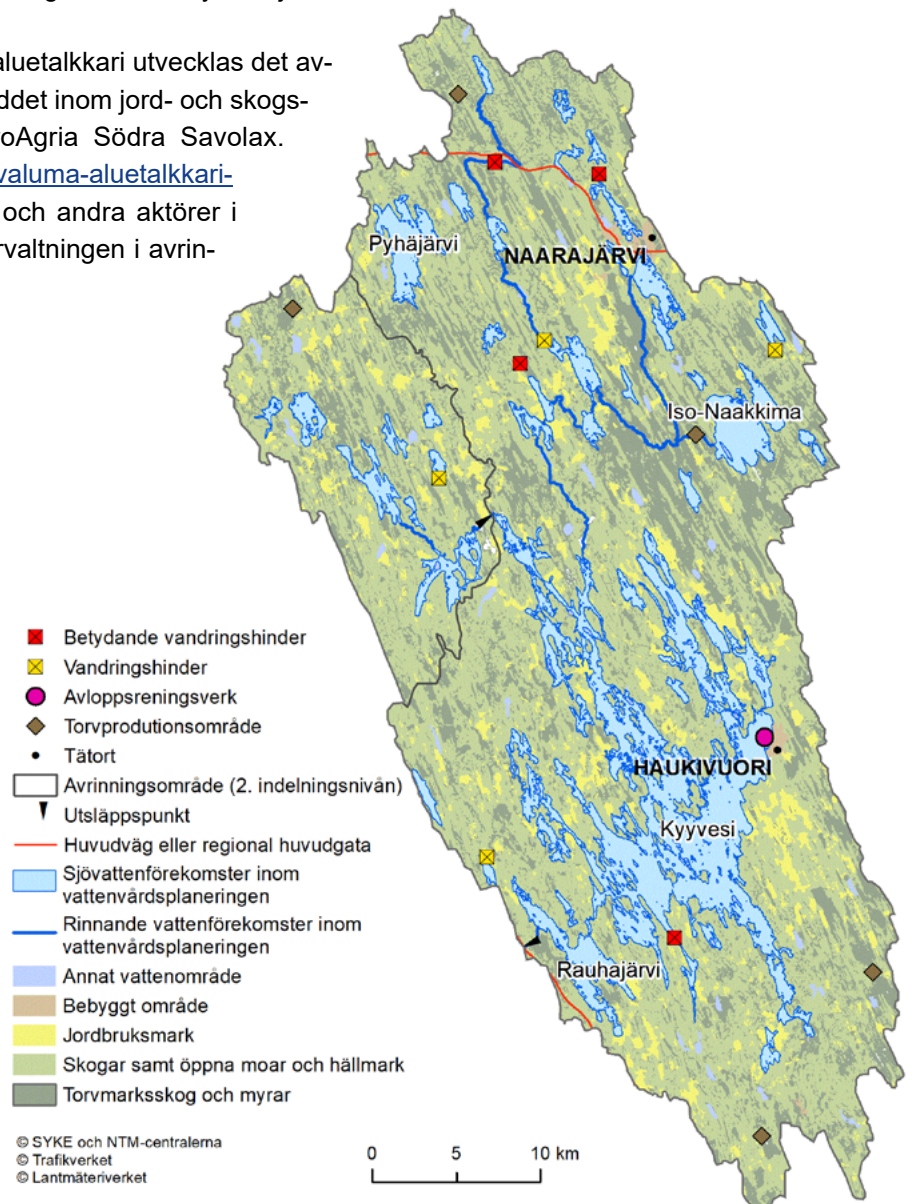 aluetalkkari utvecklas det av-
ddet inom jord- och skogs-
oAgria Södra Savolax.
valuma-aluetalkkari-
och andra aktörer i
rvaltningen i avrin-
Pyhäjärvi
NAARAJÄRVI
Iso-Naakkima
HAUKIVUORI
Kyyvesi
Rauhajärvi
Betydande vandringshinder
Vandringshinder
Avloppsreningsverk
Torvprodutionsområde
Tätort
Avrinningsområde (2. indelningsnivån)
Utsläppspunkt
Huvudväg eller regional huvudgata
Sjövattenförekomster inom
vattenvårdsplaneringen
Rinnande vattenförekomster inom
vattenvårdsplaneringen
Annat vattenområde
Bebyggt område
Jordbruksmark
Skogar samt öppna moar och hällmark
Torvmarksskog och myrar
© SYKE och NTM-centralerna
© Trafikverket
© Lantmäteriverket
0 5 10 km